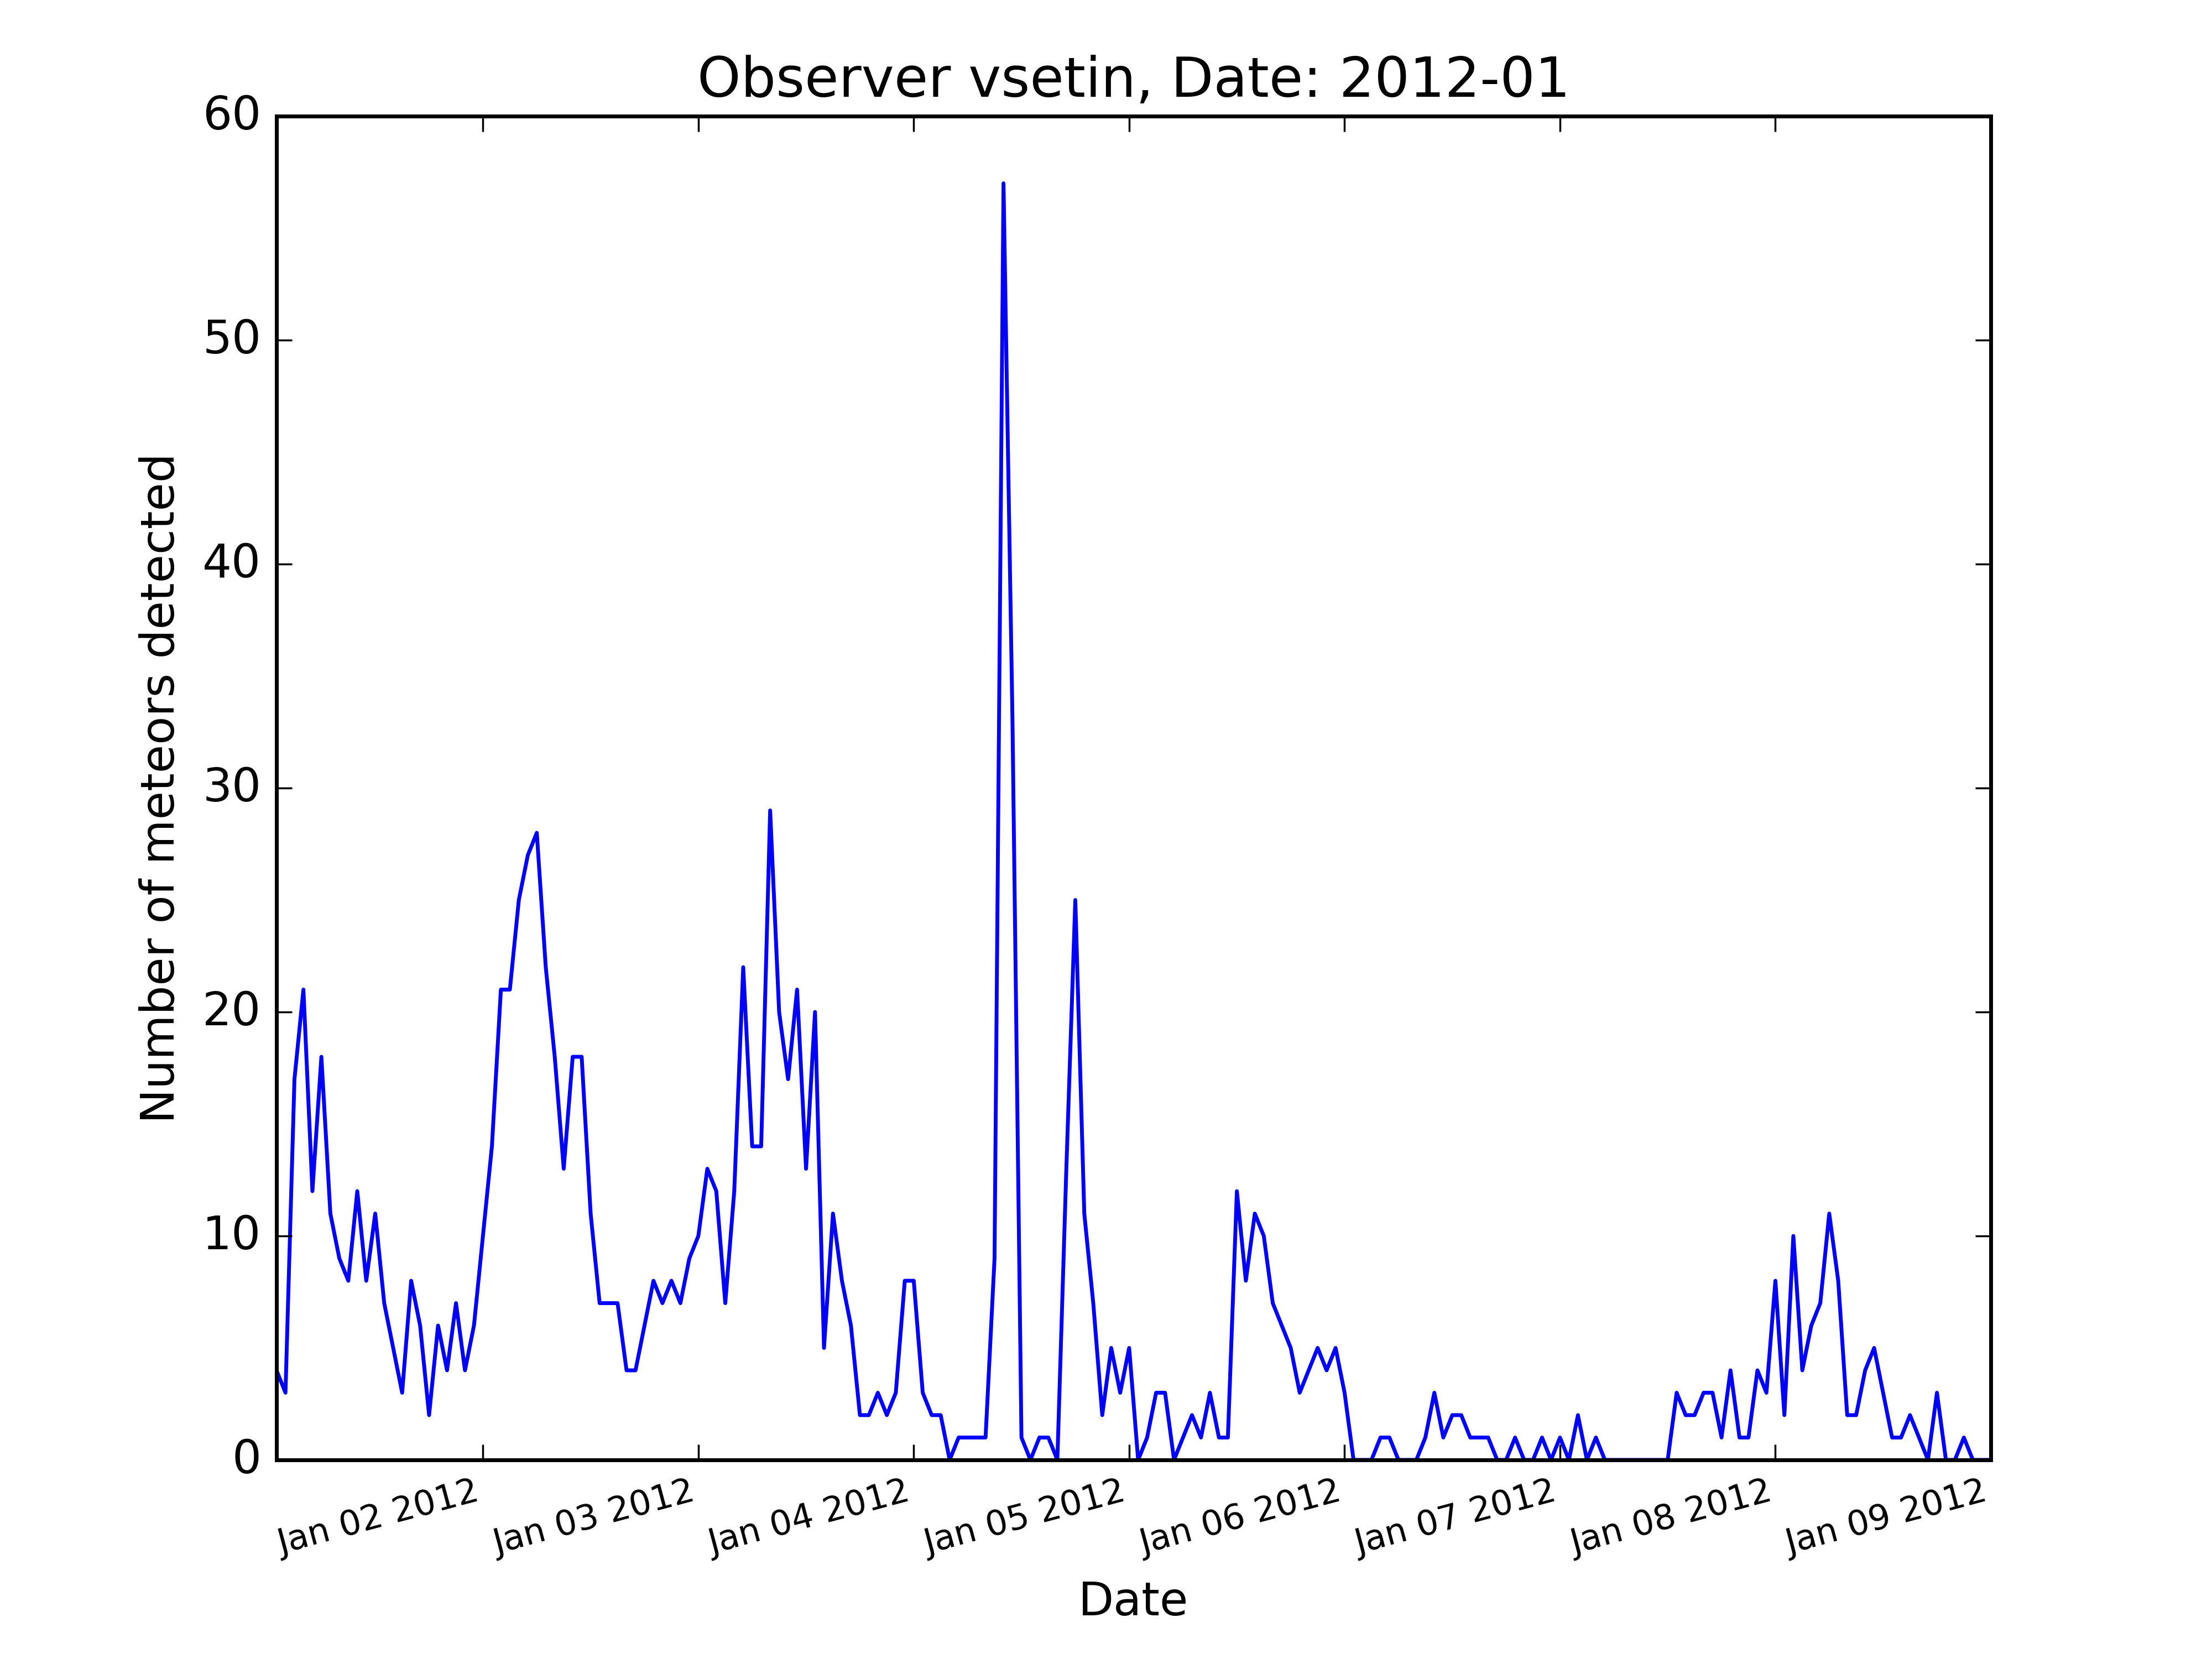 Observer vsetin, Date: 2012-01
60
50
40
30
20
10
0
Number of meteors detected
Jan 02 2012
Jan 03 2012
Jan 04 2012
Jan 05 2012
Jan 06 2012
Jan 07 2012
Jan 08 2012
Jan 09 2012
Date